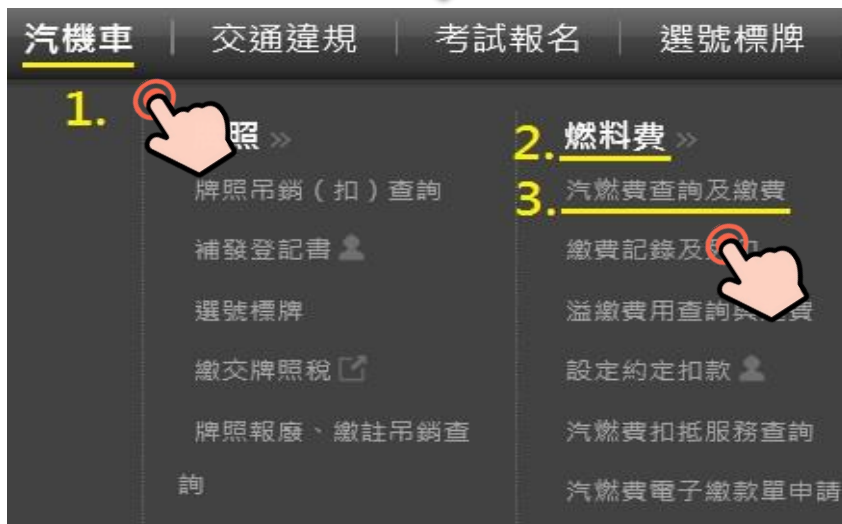 汽機車 | 交通違規 | 考試報名 | 選號標牌
1.
照 »
牌照吊銷(扣)查詢
補發登記書
選號標牌
繳交牌照稅
牌照報廢、繳註吊銷查
詢
2. 燃料費 »
3. 汽燃費查詢及繳費
繳費記錄及
溢繳費用查詢與 費
設定約定扣款
汽燃費扣抵服務查詢
汽燃費電子繳款單申請